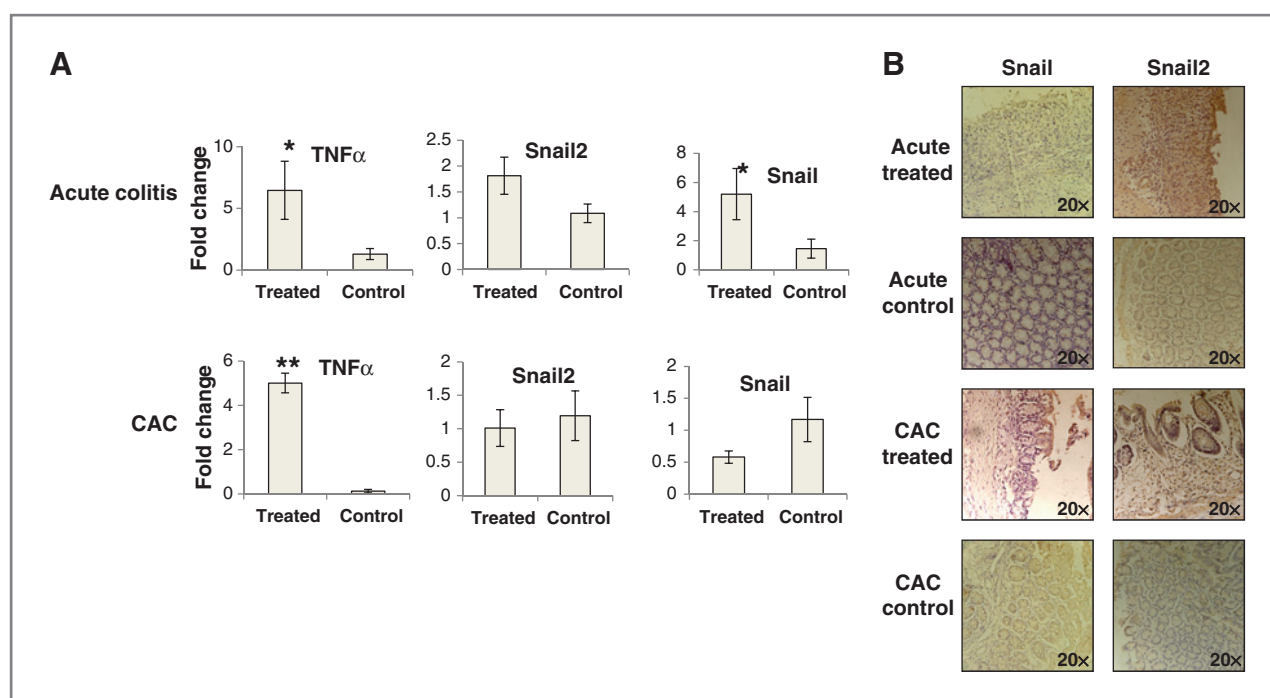 A
Acute colitis
Fold change
10
5
0
* TNFα
Treated Control
2.5
2
1.5
1
0.5
0
Snail2
Treated Control
8
6
4
2
0
* Snail
Treated Control
CAC
Fold change
6
4
2
0
** TNFα
Treated Control
2
1.5
1
0.5
0
Snail2
Treated Control
2
1.5
1
0.5
0
Snail
Treated Control
B
Snail Snail2
Acute
treated
20× 20×
Acute
control
20× 20×
CAC
treated
20× 20×
CAC
control
20× 20×